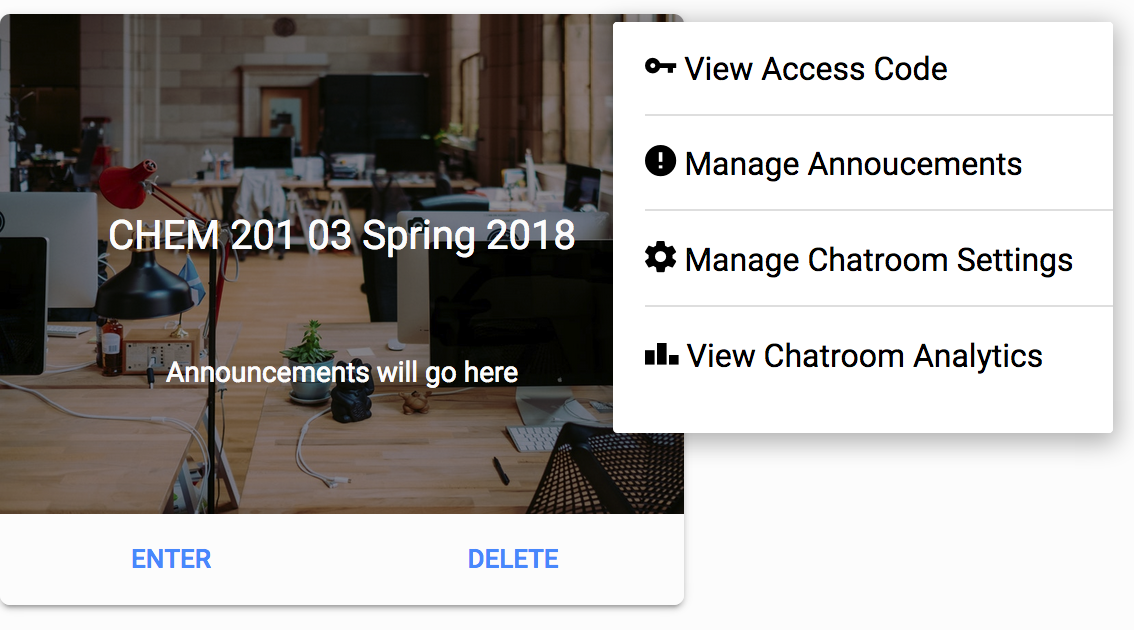 CHEM 201 03 Spring 2018
Announcements will go here
ENTER
DELETE
View Access Code
Manage Annoucements
Manage Chatroom Settings
View Chatroom Analytics